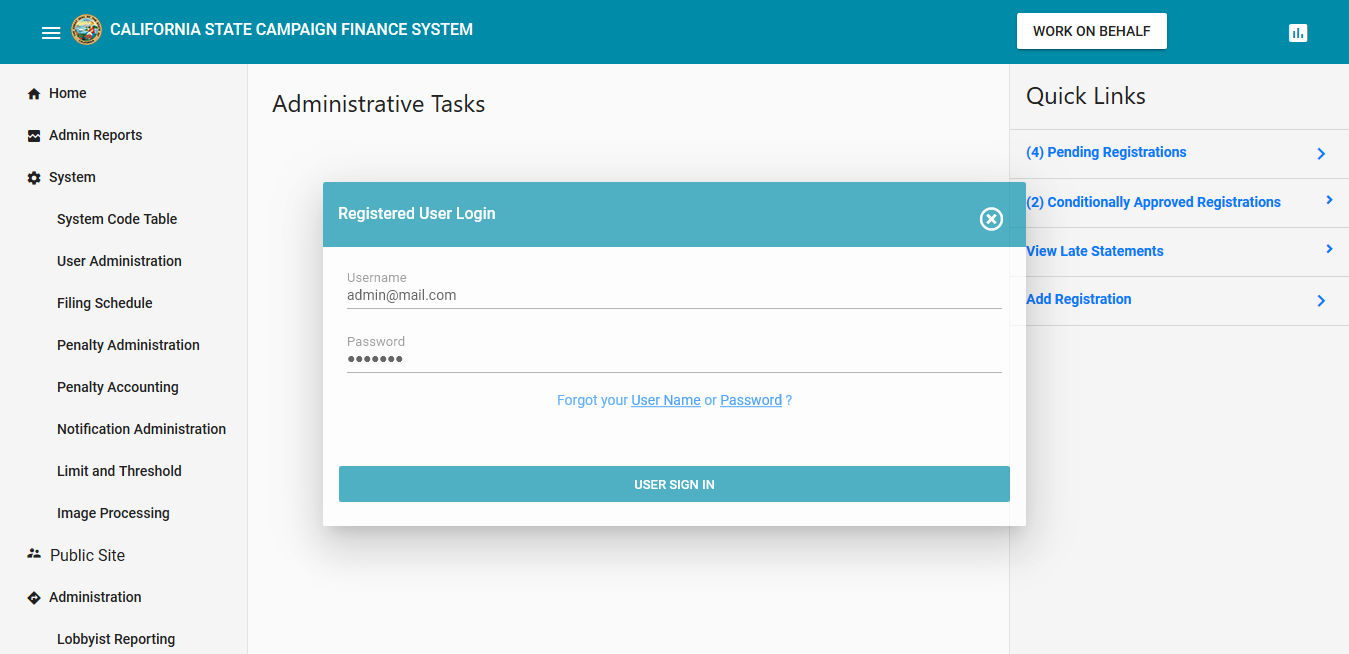 CALIFORNIA STATE CAMPAIGN FINANCE SYSTEM
WORK ON BEHALF
Home
Admin Reports
System
System Code Table
User Administration
Filing Schedule
Penalty Administration
Penalty Accounting
Notification Administration
Limit and Threshold
Image Processing
Public Site
Administration
Lobbyist Reporting
Administrative Tasks
Registered User Login
Username
admin@mail.com
Password
•••••••
Forgot your User Name or Password ?
USER SIGN IN
Quick Links
(4) Pending Registrations
(2) Conditionally Approved Registrations
View Late Statements
Add Registration